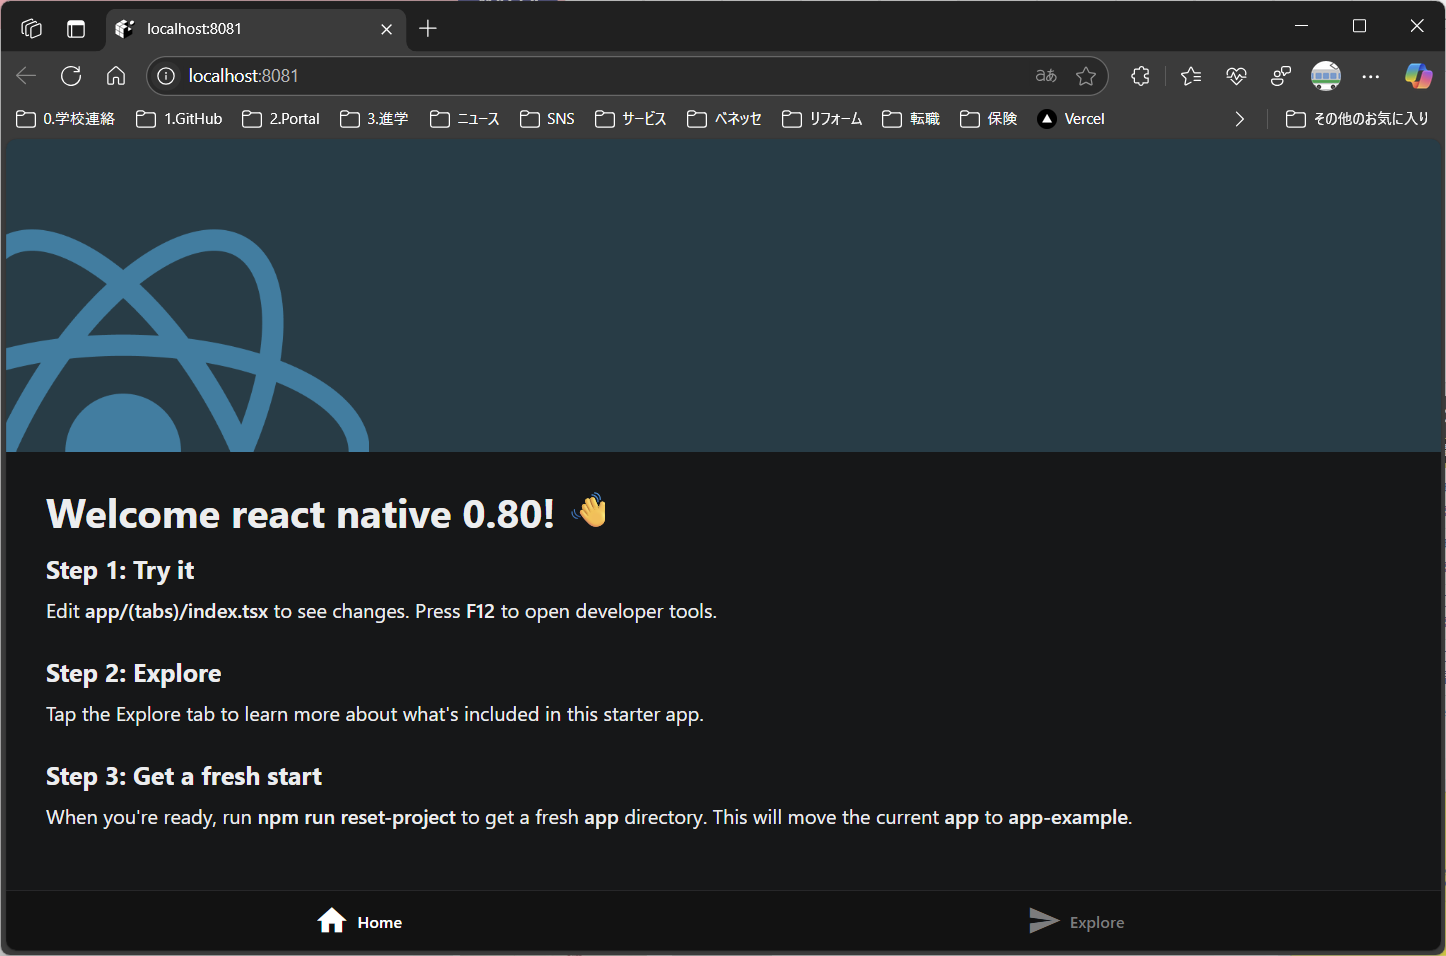 localhost:8081
localhost:8081
aあ
0.学校連絡 1.GitHub 2.Portal 3.進学 ニュース SNS サービス ベネッセ リフォーム 転職 保険 Vercel その他のお気に入り
Welcome react native 0.80! 👋
Step 1: Try it
Edit app/(tabs)/index.tsx to see changes. Press F12 to open developer tools.
Step 2: Explore
Tap the Explore tab to learn more about what's included in this starter app.
Step 3: Get a fresh start
When you're ready, run npm run reset-project to get a fresh app directory. This will move the current app to app-example.
Home Explore